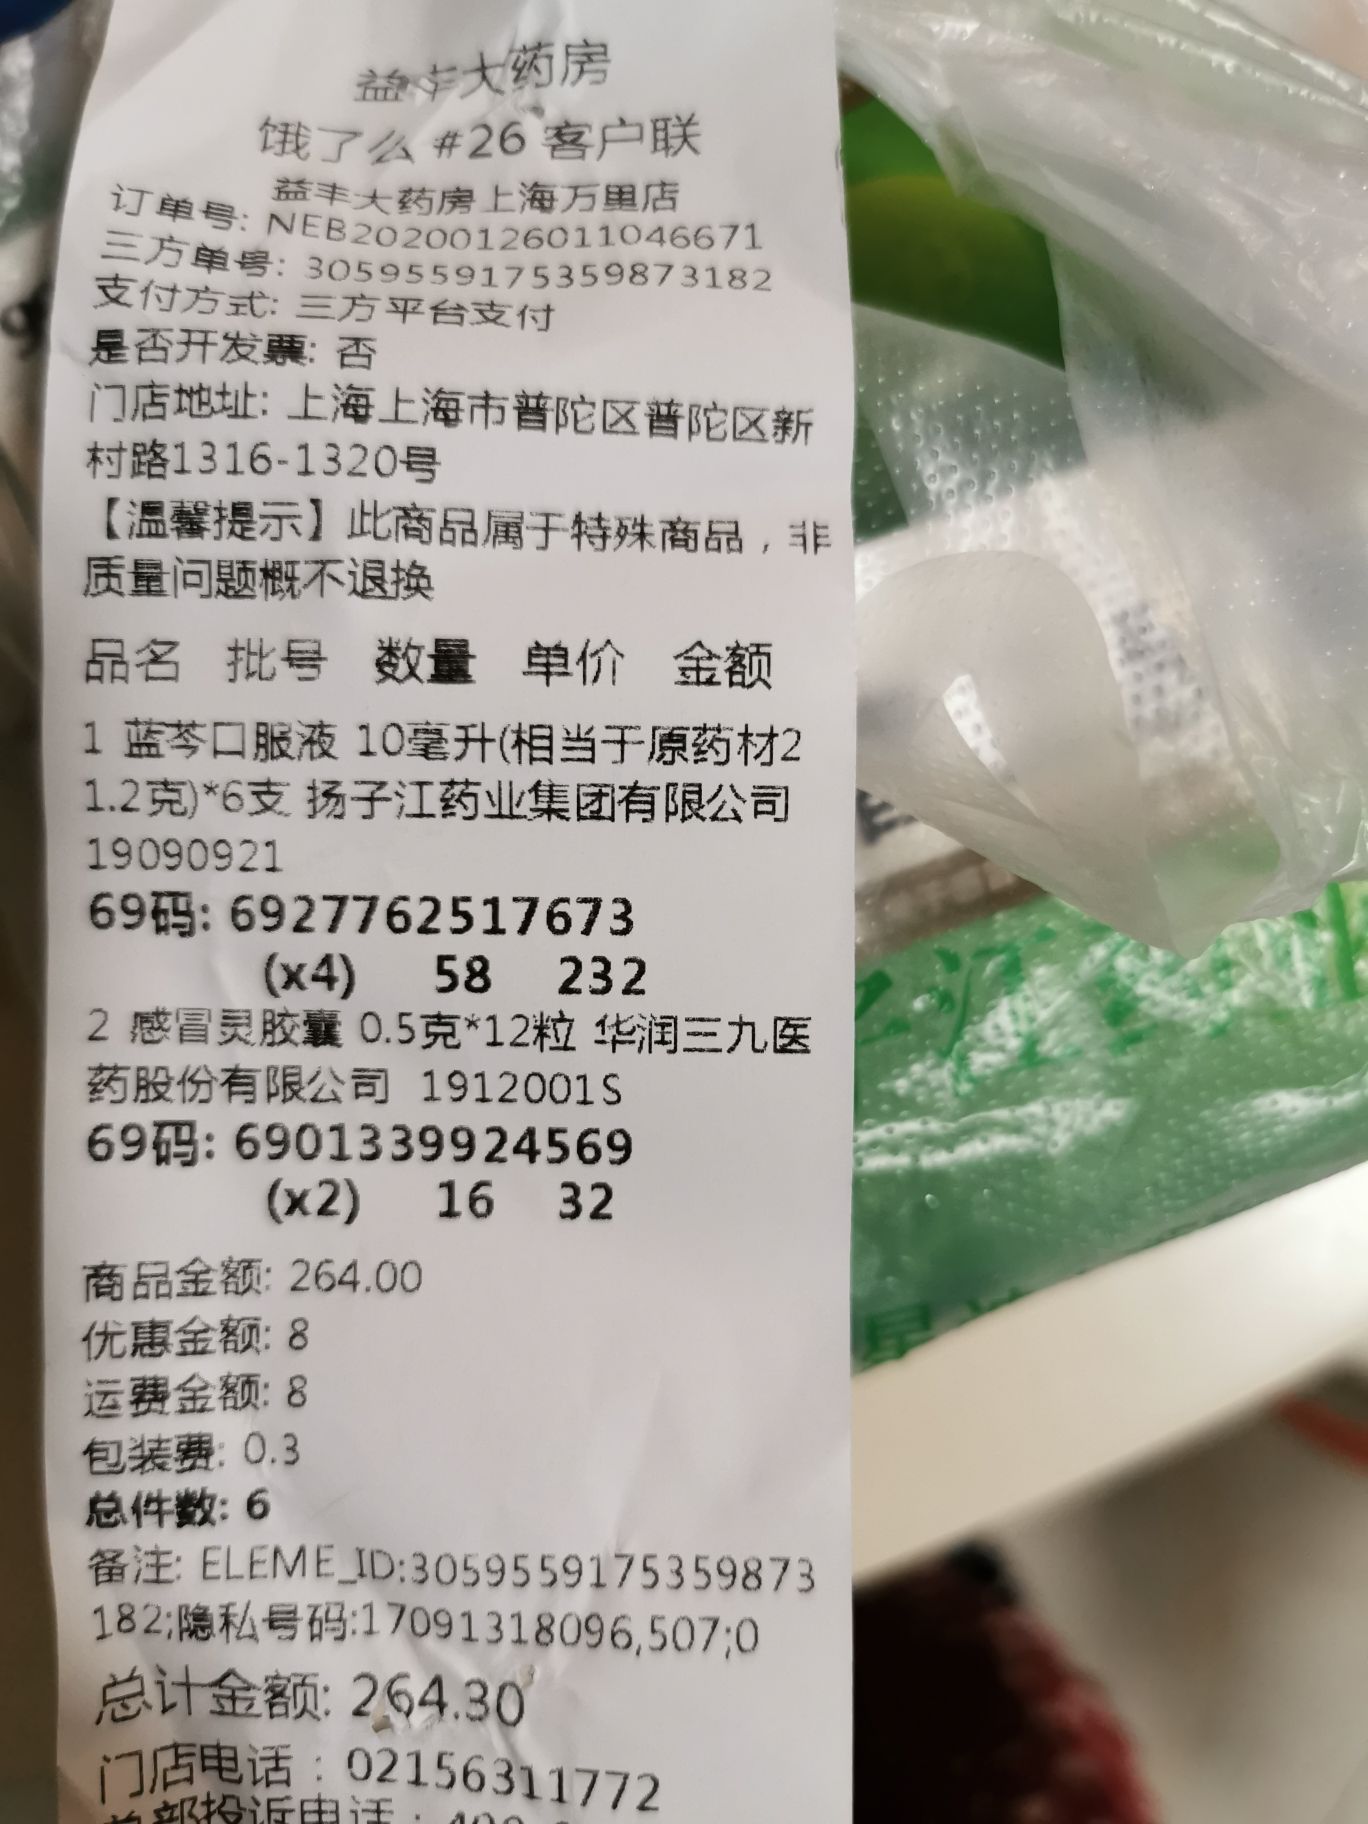 益丰大药房
饿了么 #26 客户联
益丰大药房上海万里店
订单号: NEB20200126011046671
三方单号: 3059559175359873182
支付方式: 三方平台支付
是否开发票: 否
门店地址: 上海上海市普陀区普陀区新
村路1316-1320号
【温馨提示】此商品属于特殊商品，非
质量问题概不退换
品名 批号 数量 单价 金额
1 蓝芩口服液 10毫升(相当于原药材2
1.2克)*6支 扬子江药业集团有限公司
19090921
69码: 6927762517673
(x4) 58 232
2 感冒灵胶囊 0.5克*12粒 华润三九医
药股份有限公司 1912001S
69码: 6901339924569
(x2) 16 32
商品金额: 264.00
优惠金额: 8
运费金额: 8
包装费: 0.3
总件数: 6
备注: ELEME_ID:3059559175359873
182;隐私号码:17091318096,507;0
总计金额: 264.30
门店电话：02156311772
总部投诉电话：400